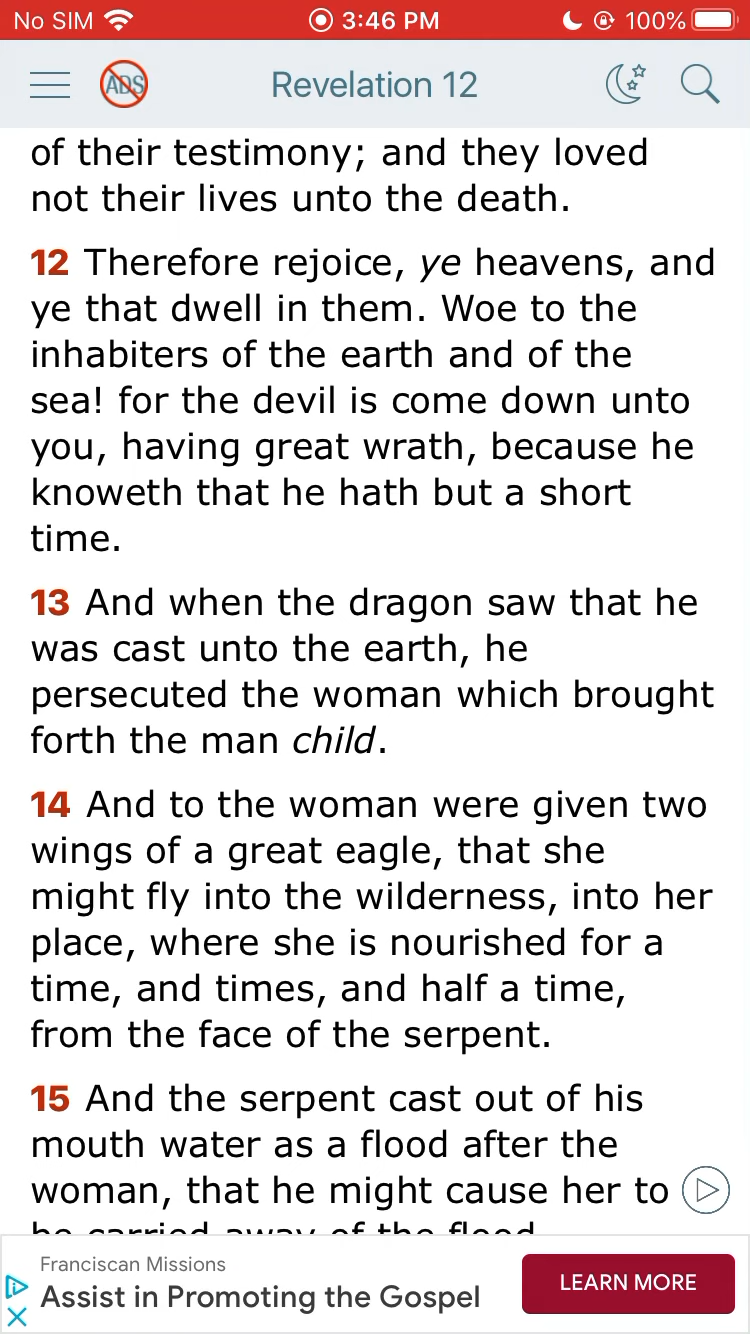 No SIM 3:46 PM 100%
ADS Revelation 12
of their testimony; and they loved
not their lives unto the death.
12 Therefore rejoice, ye heavens, and
ye that dwell in them. Woe to the
inhabiters of the earth and of the
sea! for the devil is come down unto
you, having great wrath, because he
knoweth that he hath but a short
time.
13 And when the dragon saw that he
was cast unto the earth, he
persecuted the woman which brought
forth the man child.
14 And to the woman were given two
wings of a great eagle, that she
might fly into the wilderness, into her
place, where she is nourished for a
time, and times, and half a time,
from the face of the serpent.
15 And the serpent cast out of his
mouth water as a flood after the
woman, that he might cause her to
be carried away of the flood
Franciscan Missions
Assist in Promoting the Gospel
LEARN MORE